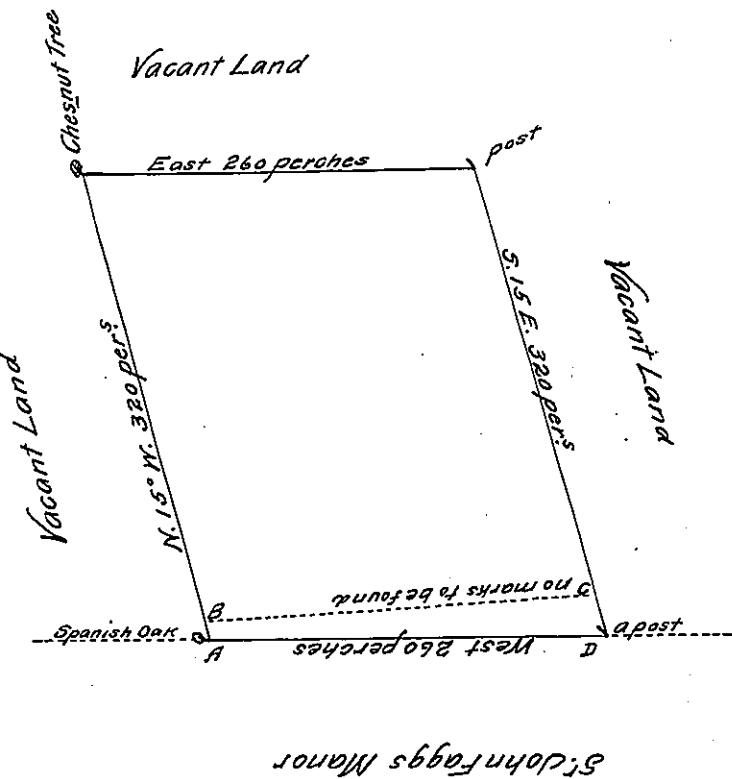 Chesnut Tree
Vacant Land
East 260 perches
post
Vacant Land
N. 15° W. 320 per.s
S. 15 E. 320 per.s
Vacant Land
B
no marks to be found
C
Spanish Oak
A
West 260 perches
D
a post
Sr. John Faggs Manor